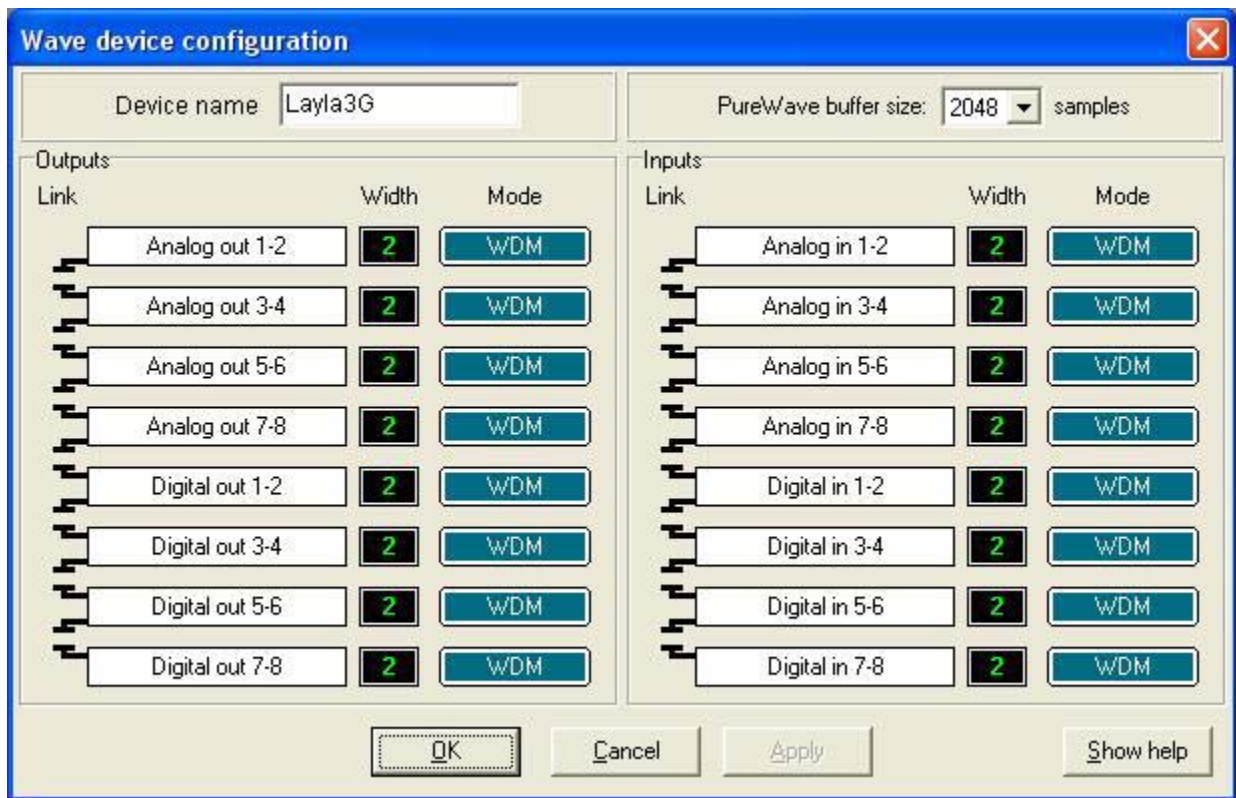 Wave device configuration
Device name Layla3G
PureWave buffer size: 2048 samples
Outputs
Link Width Mode
Analog out 1-2 2 WDM
Analog out 3-4 2 WDM
Analog out 5-6 2 WDM
Analog out 7-8 2 WDM
Digital out 1-2 2 WDM
Digital out 3-4 2 WDM
Digital out 5-6 2 WDM
Digital out 7-8 2 WDM
Inputs
Link Width Mode
Analog in 1-2 2 WDM
Analog in 3-4 2 WDM
Analog in 5-6 2 WDM
Analog in 7-8 2 WDM
Digital in 1-2 2 WDM
Digital in 3-4 2 WDM
Digital in 5-6 2 WDM
Digital in 7-8 2 WDM
OK Cancel Apply Show help